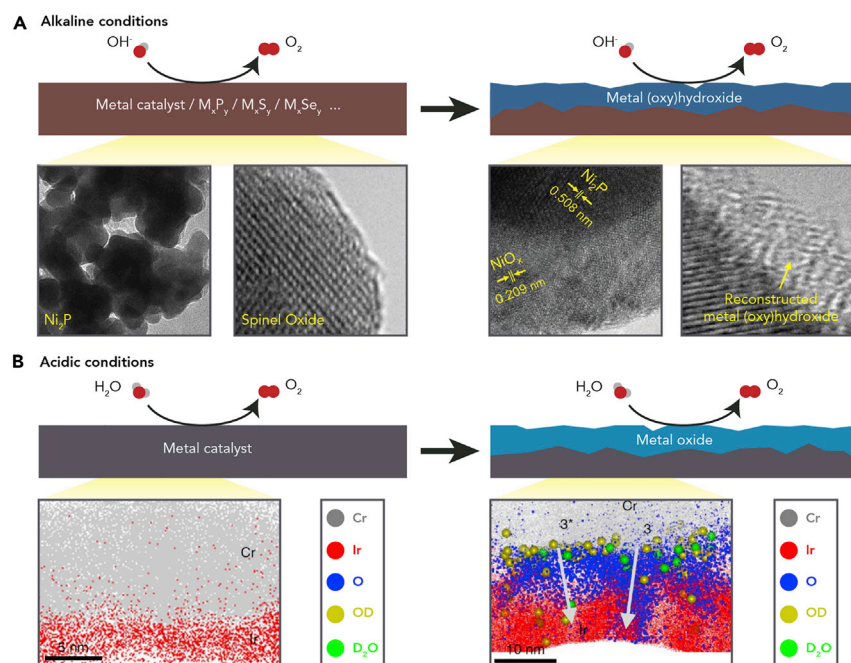 A Alkaline conditions
OH⁻ O₂
OH⁻ O₂
Metal catalyst / MₓPᵧ / MₓSᵧ / MₓSeᵧ ...
Metal (oxy)hydroxide
Ni₂P
Spinel Oxide
Ni₂P
0.508 nm
NiOₓ
0.209 nm
Reconstructed
metal (oxy)hydroxide
B Acidic conditions
H₂O O₂
H₂O O₂
Metal catalyst
Metal oxide
Cr
Ir
5 nm
Cr
Ir
O
OD
D₂O
Cr
3* 3
Ir
10 nm
Cr
Ir
O
OD
D₂O